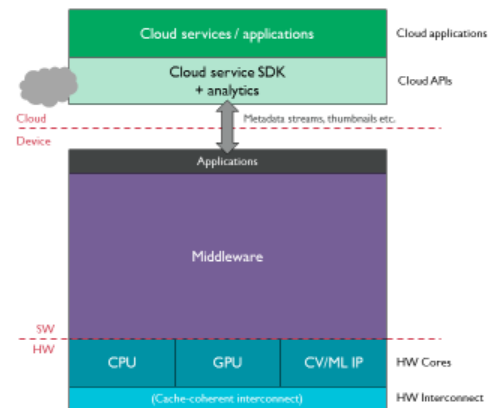 Cloud services / applications
Cloud applications
Cloud service SDK
+ analytics
Cloud APIs
Cloud
Metadata streams, thumbnails etc.
Device
Applications
Middleware
SW
HW
CPU
GPU
CV/ML IP
HW Cores
(Cache-coherent interconnect)
HW Interconnect